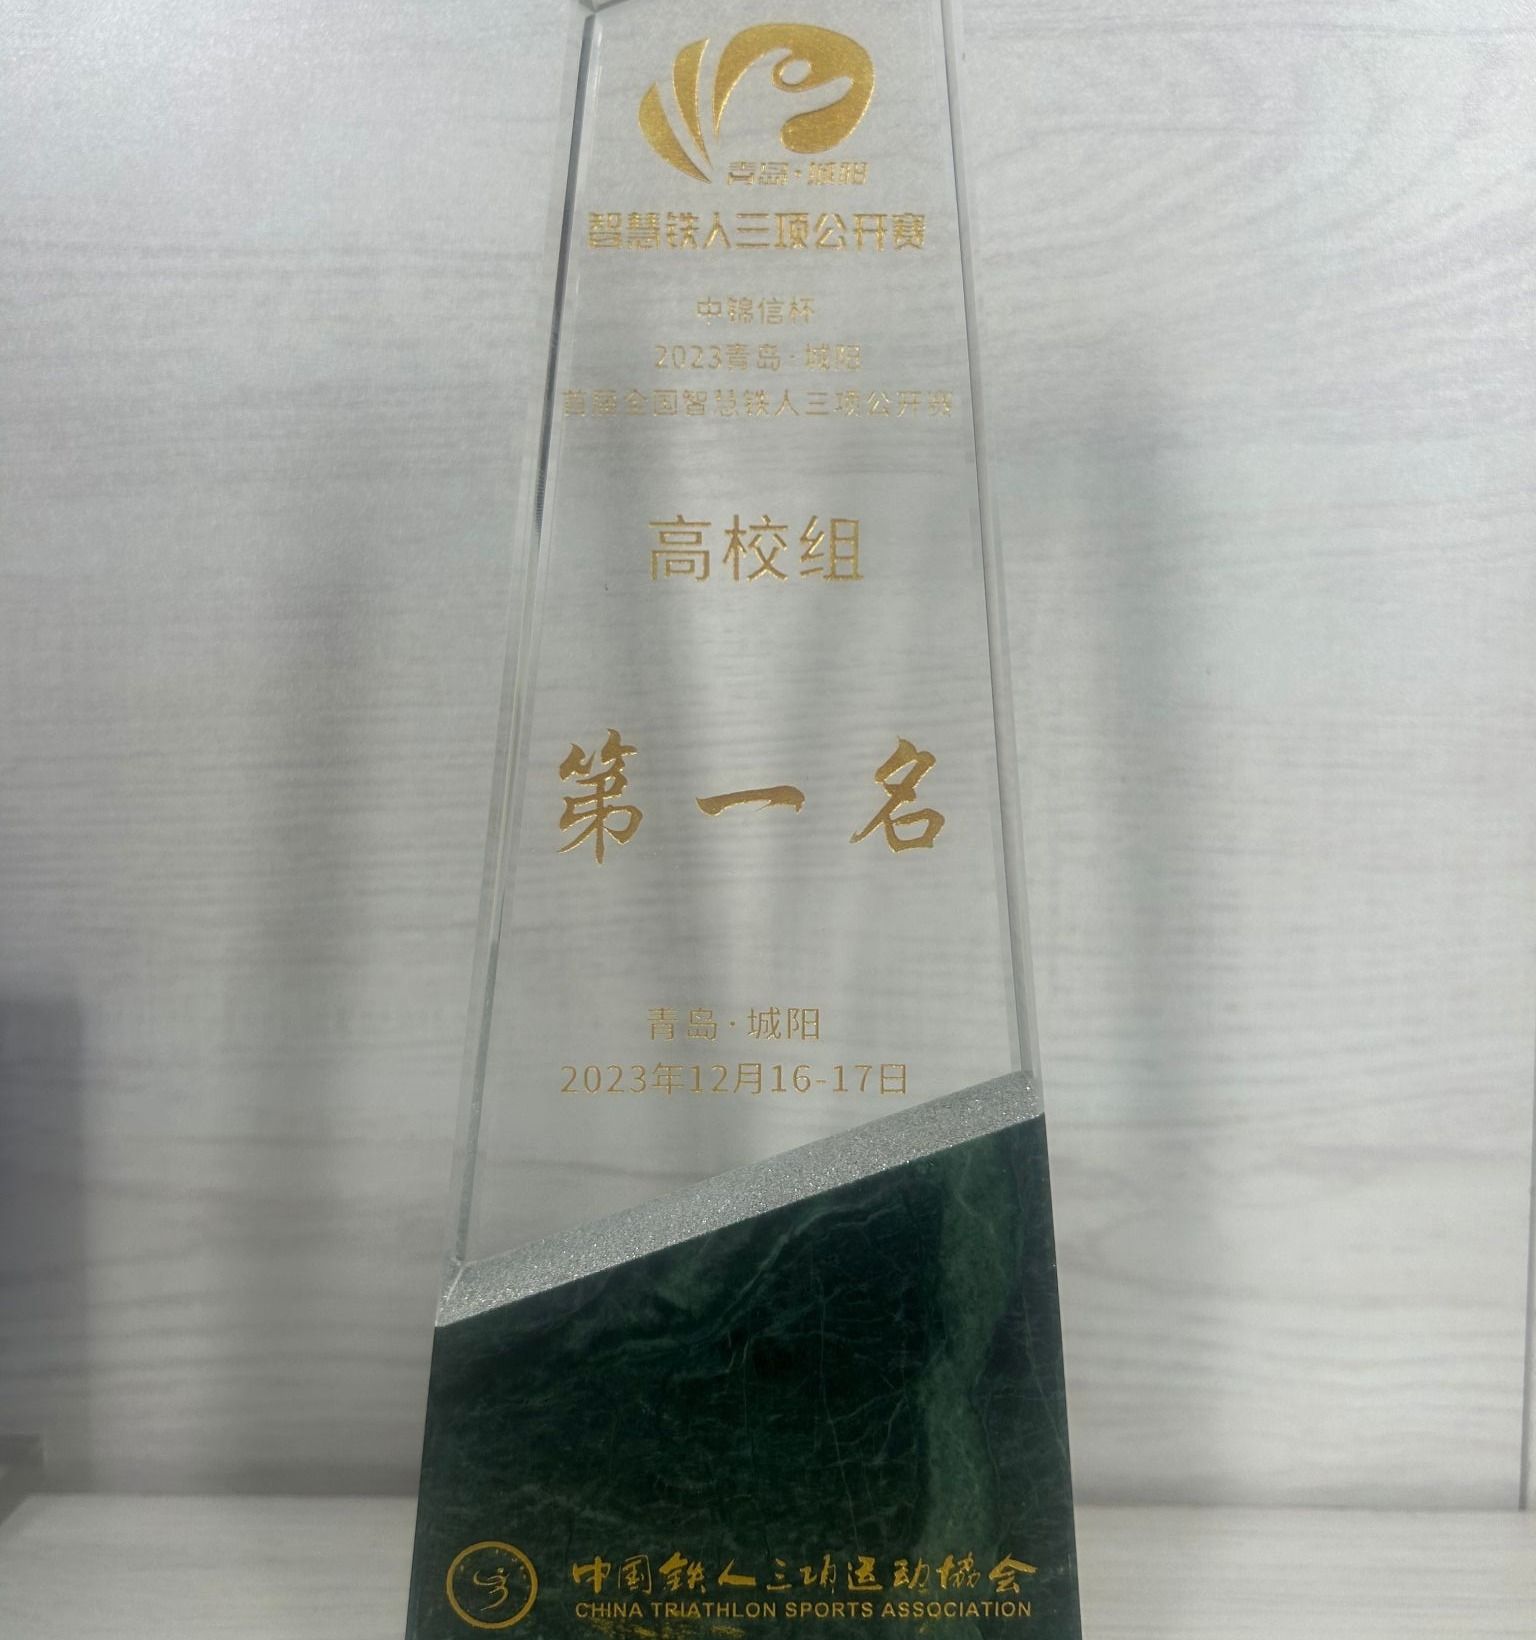 青岛·城阳
智慧铁人三项公开赛
中锦信杯
2023青岛·城阳
首届全国智慧铁人三项公开赛
高校组
第一名
青岛·城阳
2023年12月16-17日
中国铁人三项运动协会
CHINA TRIATHLON SPORTS ASSOCIATION